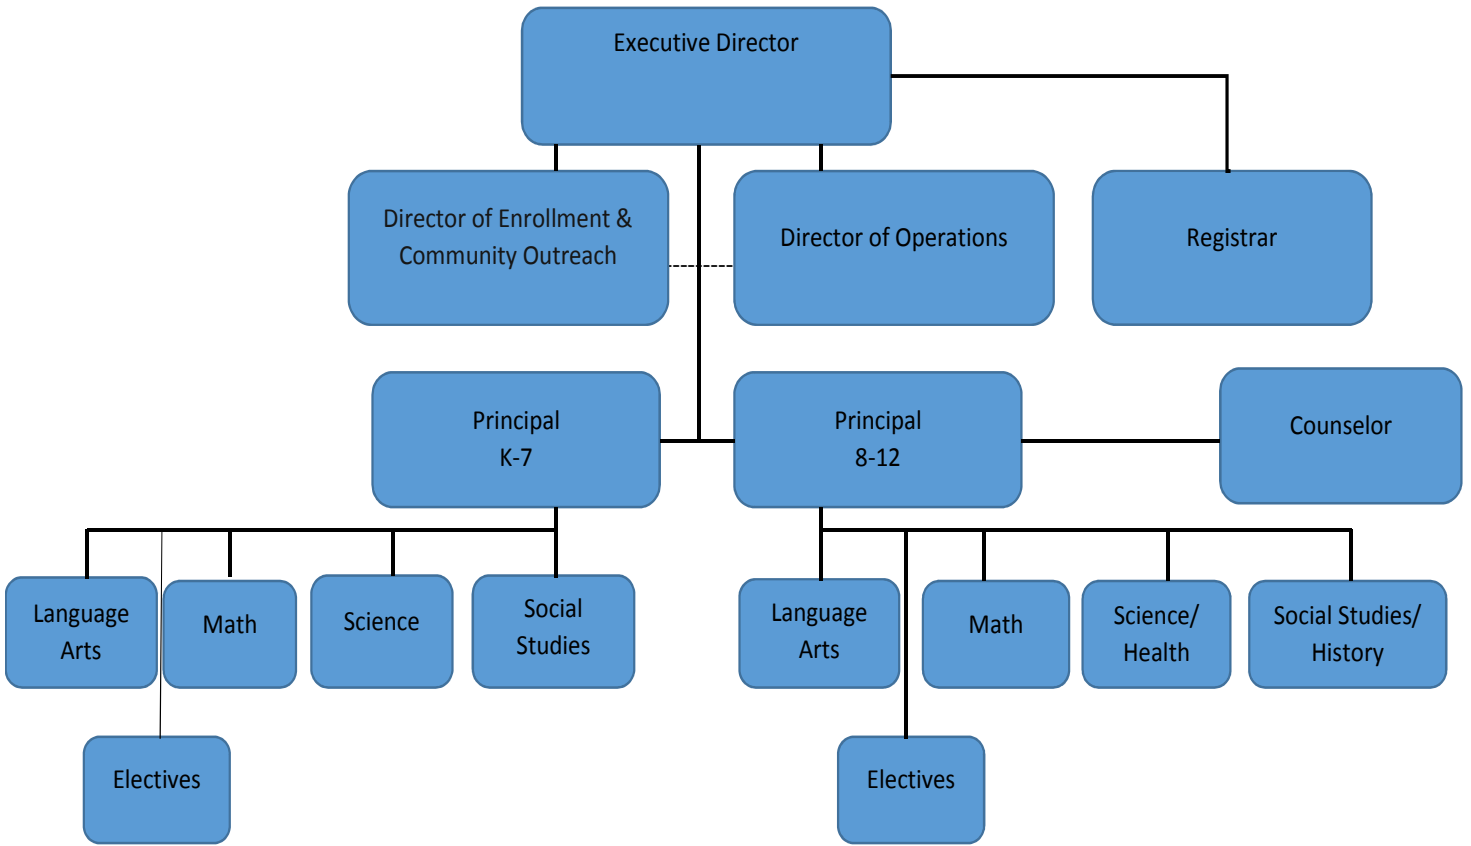 Executive Director
Director of Enrollment &
Community Outreach
Director of Operations
Registrar
Principal
K-7
Principal
8-12
Counselor
Language
Arts
Math
Science
Social
Studies
Language
Arts
Math
Science/
Health
Social Studies/
History
Electives
Electives